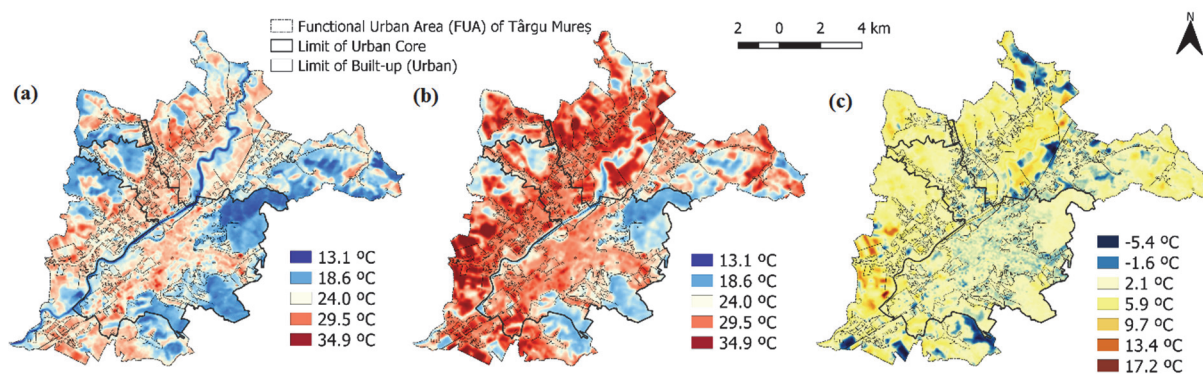 Functional Urban Area (FUA) of Târgu Mureș
Limit of Urban Core
Limit of Built-up (Urban)
2 0 2 4 km
N
(a)
(b)
(c)
13.1 ºC
18.6 ºC
24.0 ºC
29.5 ºC
34.9 ºC
13.1 ºC
18.6 ºC
24.0 ºC
29.5 ºC
34.9 ºC
-5.4 ºC
-1.6 ºC
2.1 ºC
5.9 ºC
9.7 ºC
13.4 ºC
17.2 ºC